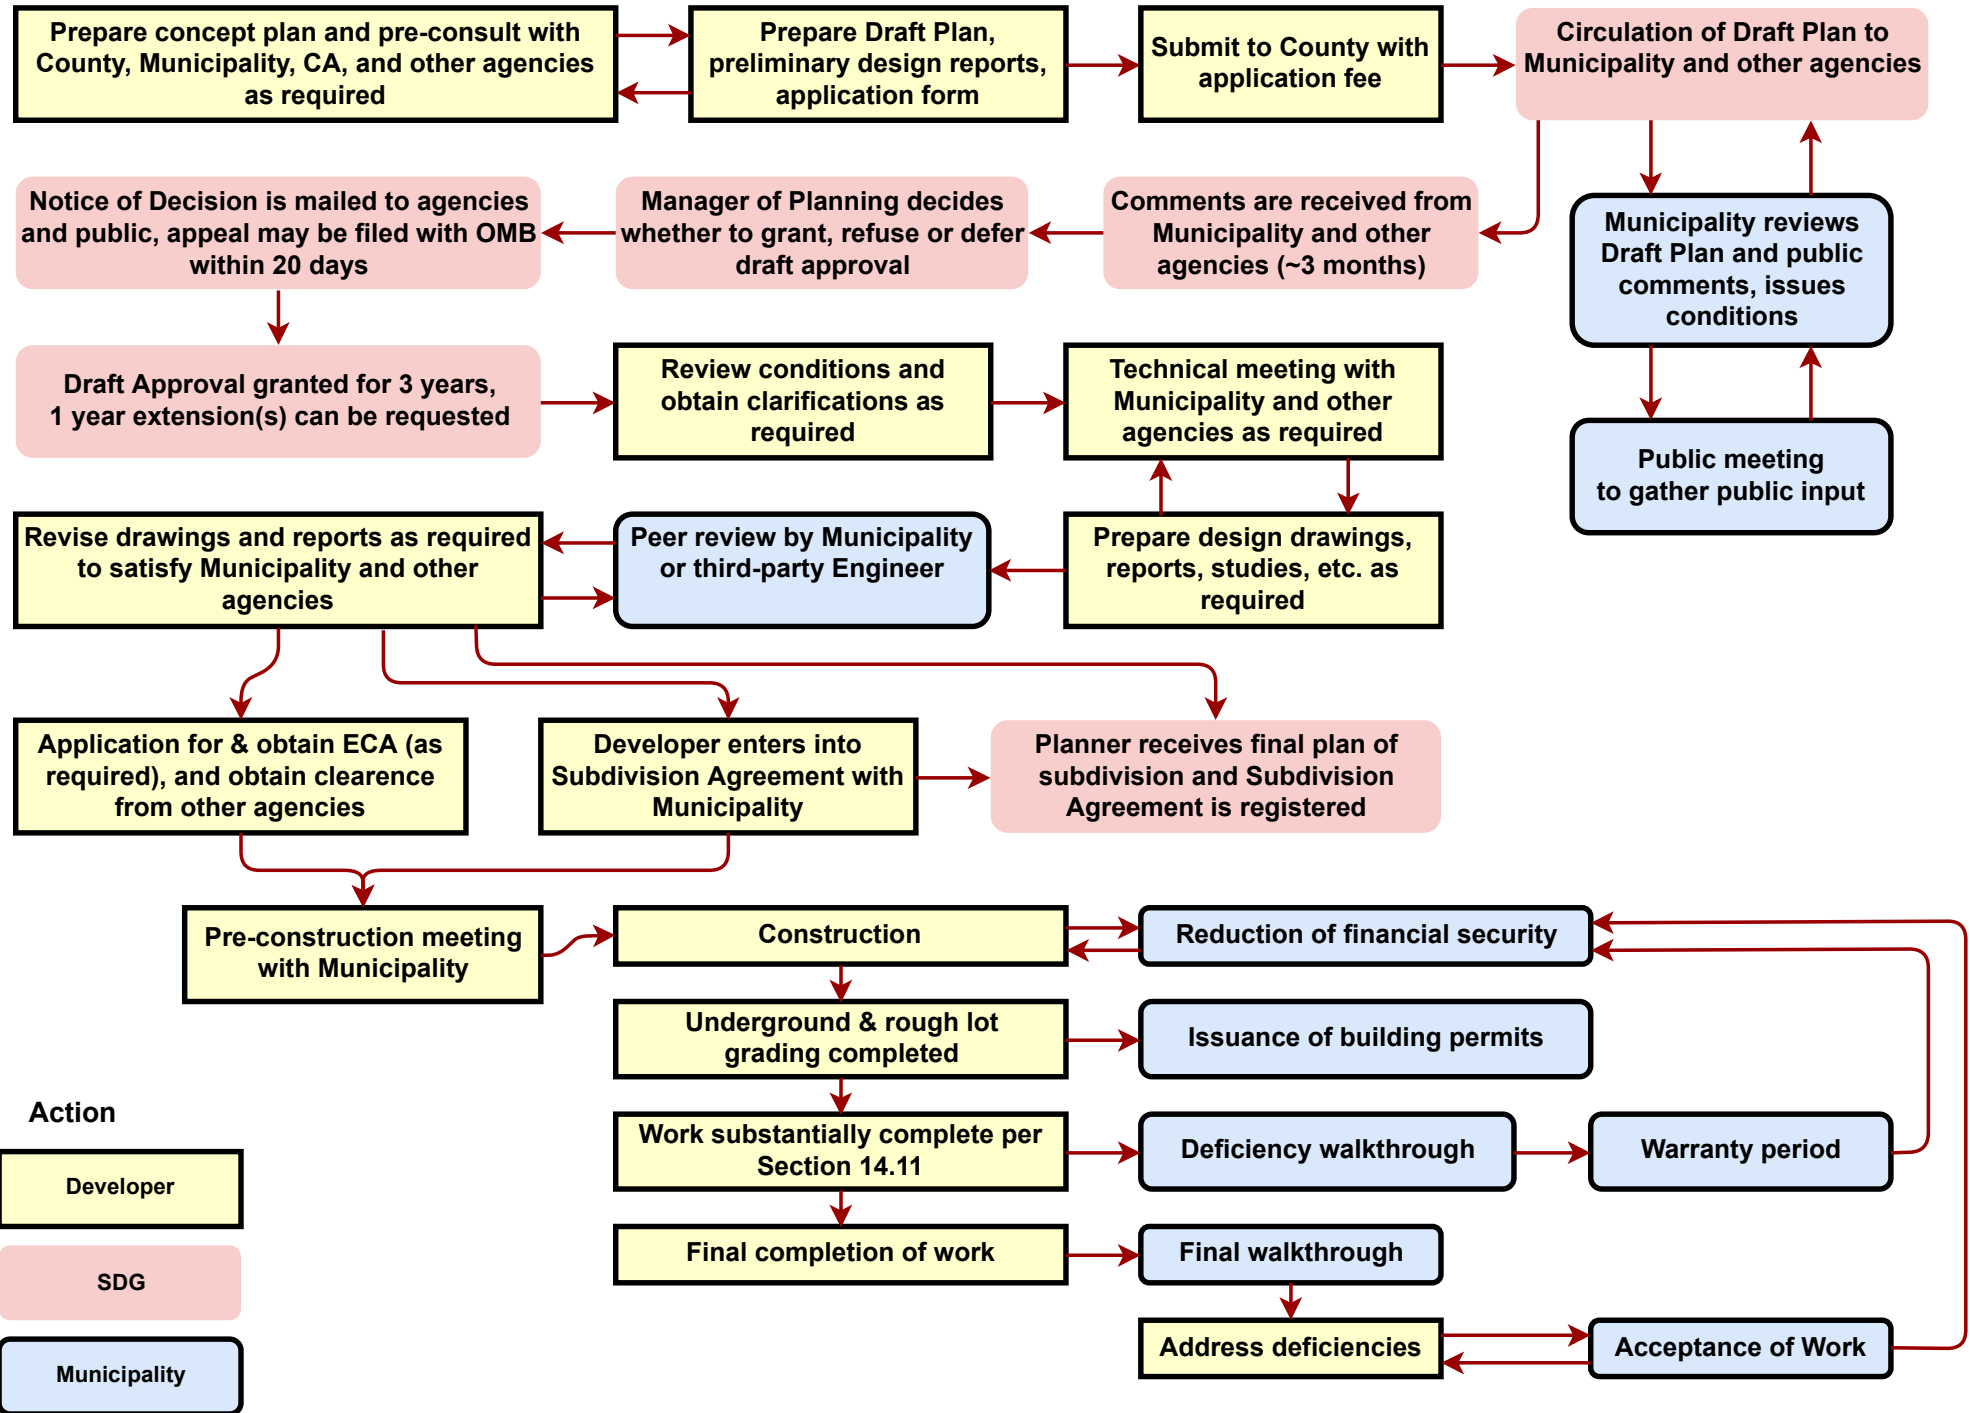 Prepare concept plan and pre-consult with
County, Municipality, CA, and other agencies
as required
Prepare Draft Plan,
preliminary design reports,
application form
Submit to County with
application fee
Circulation of Draft Plan to
Municipality and other agencies
Notice of Decision is mailed to agencies
and public, appeal may be filed with OMB
within 20 days
Manager of Planning decides
whether to grant, refuse or defer
draft approval
Comments are received from
Municipality and other
agencies (~3 months)
Municipality reviews
Draft Plan and public
comments, issues
conditions
Draft Approval granted for 3 years,
1 year extension(s) can be requested
Review conditions and
obtain clarifications as
required
Technical meeting with
Municipality and other
agencies as required
Public meeting
to gather public input
Revise drawings and reports as required
to satisfy Municipality and other
agencies
Peer review by Municipality
or third-party Engineer
Prepare design drawings,
reports, studies, etc. as
required
Application for & obtain ECA (as
required), and obtain clearence
from other agencies
Developer enters into
Subdivision Agreement with
Municipality
Planner receives final plan of
subdivision and Subdivision
Agreement is registered
Pre-construction meeting
with Municipality
Construction
Reduction of financial security
Underground & rough lot
grading completed
Issuance of building permits
Work substantially complete per
Section 14.11
Deficiency walkthrough
Warranty period
Final completion of work
Final walkthrough
Address deficiencies
Acceptance of Work
Action
Developer
SDG
Municipality